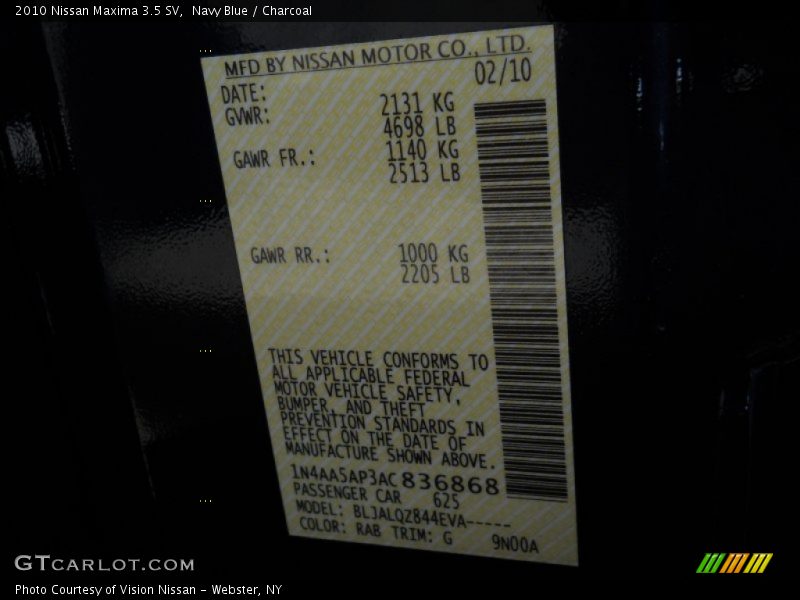 2010 Nissan Maxima 3.5 SV, Navy Blue / Charcoal
MFD BY NISSAN MOTOR CO., LTD.
DATE: 02/10
GVWR: 2131 KG
4698 LB
GAWR FR.: 1140 KG
2513 LB
GAWR RR.: 1000 KG
2205 LB
THIS VEHICLE CONFORMS TO
ALL APPLICABLE FEDERAL
MOTOR VEHICLE SAFETY,
BUMPER, AND THEFT
PREVENTION STANDARDS IN
EFFECT ON THE DATE OF
MANUFACTURE SHOWN ABOVE.
1N4AA5AP3AC836868
PASSENGER CAR 625
MODEL: BLJALQZ844EVA-----
COLOR: RAB TRIM: G 9N00A
GTCARLOT.COM
Photo Courtesy of Vision Nissan - Webster, NY